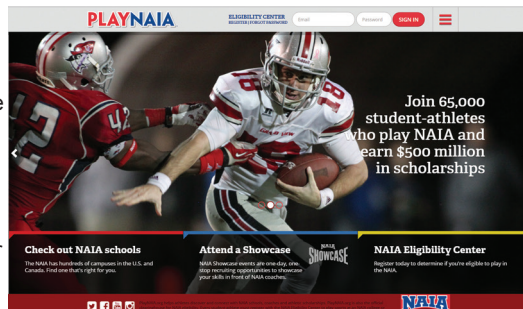 PLAYNAIA
ELIGIBILITY CENTER
REGISTER | FORGOT PASSWORD
Email
Password
SIGN IN
Join 65,000
student-athletes
who play NAIA and
earn $500 million
in scholarships
42
18
18
Check out NAIA schools
The NAIA has hundreds of campuses in the U.S. and
Canada. Find one that's right for you.
Attend a Showcase
NAIA Showcase events are one-day, one-
stop recruiting opportunities to showcase
your skills in front of NAIA coaches.
NAIA
SHOWCASE
NAIA Eligibility Center
Register today to determine if you're eligible to play in
the NAIA.
NAIA